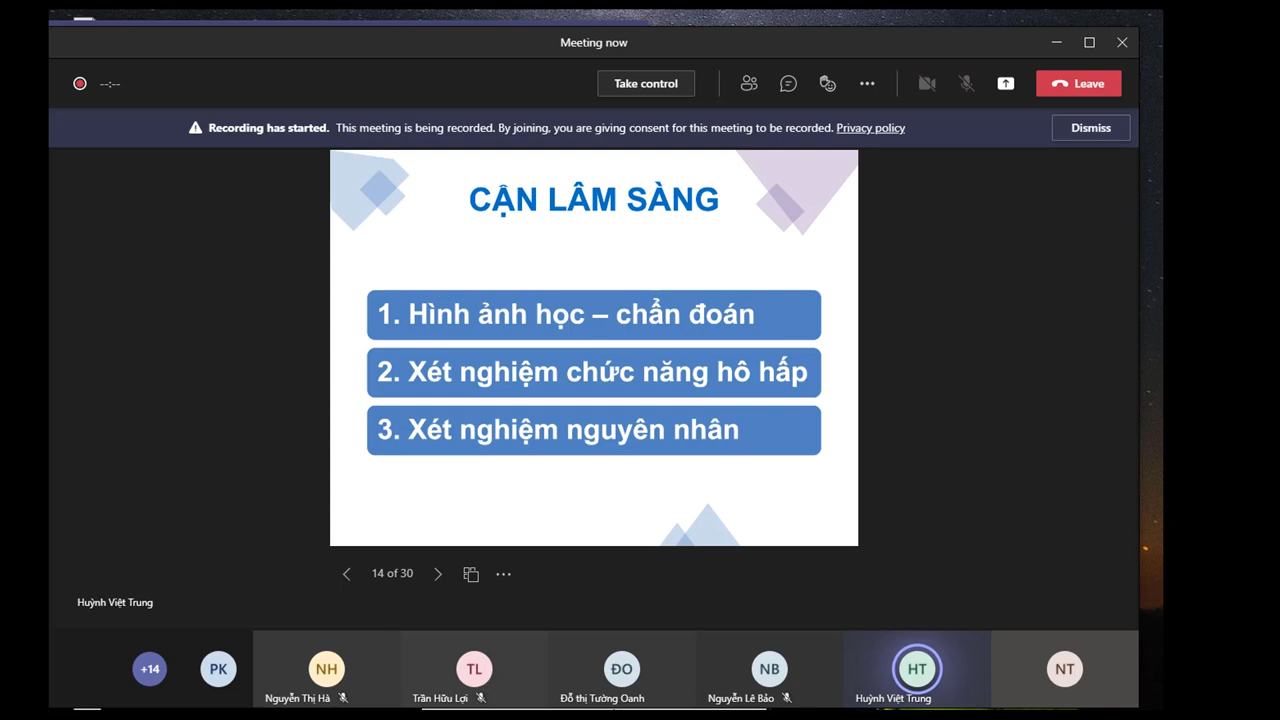 Meeting now
--:--
Take control
Leave
Recording has started. This meeting is being recorded. By joining, you are giving consent for this meeting to be recorded. Privacy policy
Dismiss
CẬN LÂM SÀNG
1. Hình ảnh học – chẩn đoán
2. Xét nghiệm chức năng hô hấp
3. Xét nghiệm nguyên nhân
14 of 30
Huỳnh Việt Trung
+14
PK
NH
TL
ĐO
NB
HT
NT
Nguyễn Thị Hà
Trần Hữu Lợi
Đỗ thị Tường Oanh
Nguyễn Lê Bảo
Huỳnh Việt Trung